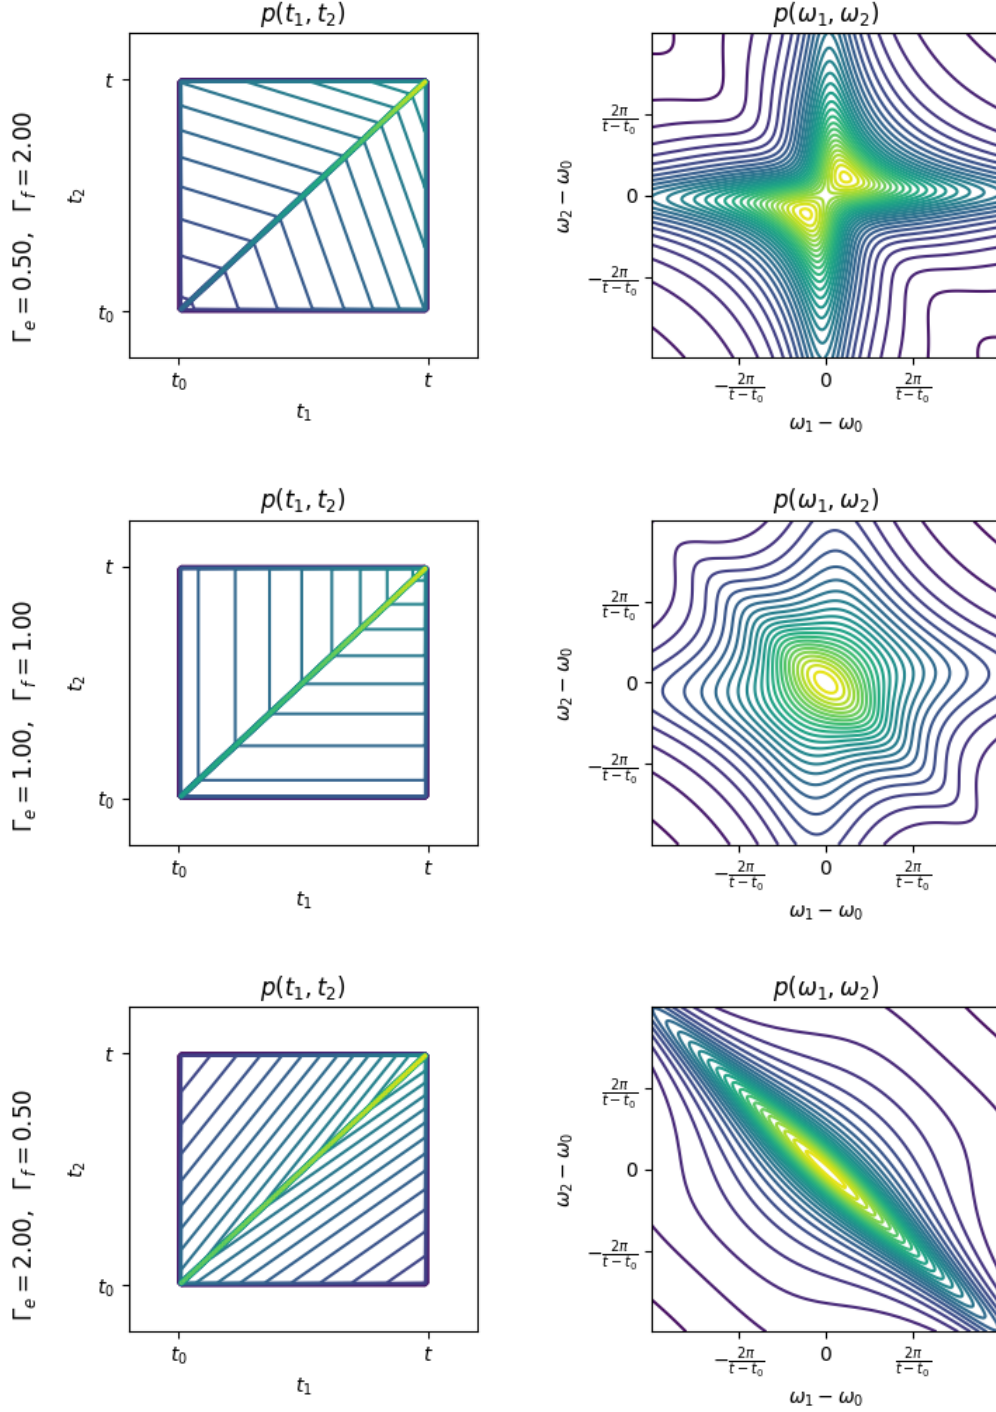 p(t₁, t₂)
p(ω₁, ω₂)
Γₑ = 0.50, Γ_f = 2.00
t
t₂
t₀
t₀
t
t₁
2π/(t−t₀)
ω₂ − ω₀
0
−2π/(t−t₀)
−2π/(t−t₀)
0
2π/(t−t₀)
ω₁ − ω₀
p(t₁, t₂)
p(ω₁, ω₂)
Γₑ = 1.00, Γ_f = 1.00
t
t₂
t₀
t₀
t
t₁
2π/(t−t₀)
ω₂ − ω₀
0
−2π/(t−t₀)
−2π/(t−t₀)
0
2π/(t−t₀)
ω₁ − ω₀
p(t₁, t₂)
p(ω₁, ω₂)
Γₑ = 2.00, Γ_f = 0.50
t
t₂
t₀
t₀
t
t₁
2π/(t−t₀)
ω₂ − ω₀
0
−2π/(t−t₀)
−2π/(t−t₀)
0
2π/(t−t₀)
ω₁ − ω₀